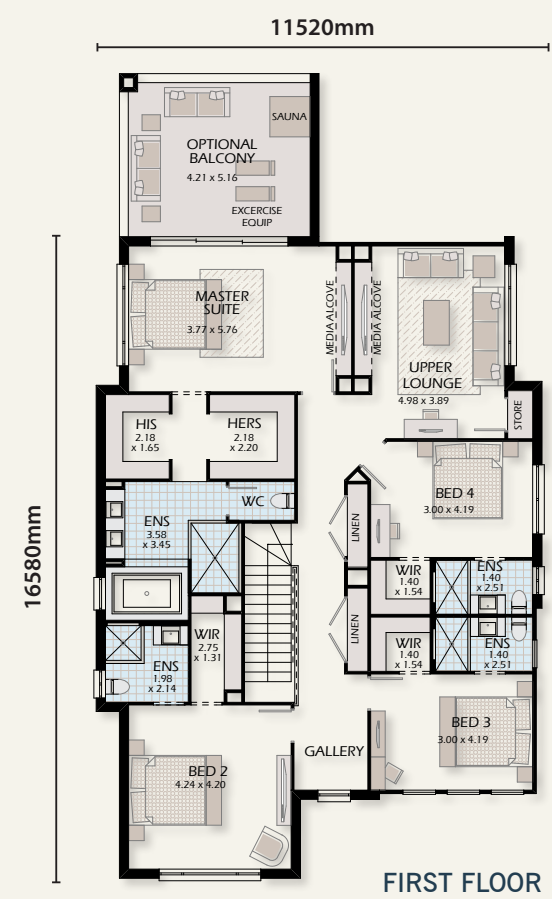 11520mm
SAUNA
OPTIONAL
BALCONY
4.21 x 5.16
EXCERCISE
EQUIP
MASTER
SUITE
3.77 x 5.76
MEDIA ALCOVE
MEDIA ALCOVE
UPPER
LOUNGE
4.98 x 3.89
STORE
HIS
2.18
x 1.65
HERS
2.18
x 2.20
WC
ENS
3.58
x 3.45
LINEN
BED 4
3.00 x 4.19
16580mm
WIR
1.40
x 1.54
ENS
1.40
x 2.51
LINEN
WIR
2.75
x 1.31
WIR
1.40
x 1.54
ENS
1.40
x 2.51
ENS
1.98
x 2.14
BED 3
3.00 x 4.19
GALLERY
BED 2
4.24 x 4.20
FIRST FLOOR